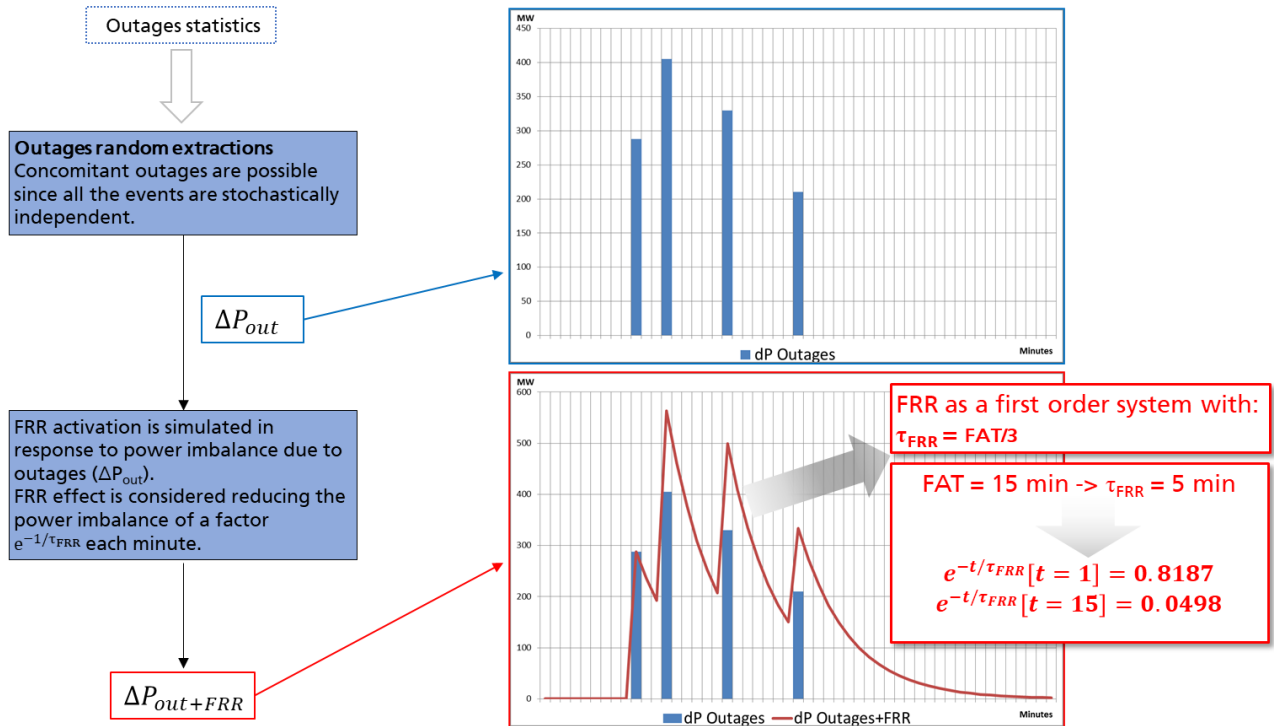 Outages statistics
Outages random extractions
Concomitant outages are possible
since all the events are stochastically
independent.
ΔP_out
FRR activation is simulated in
response to power imbalance due to
outages (ΔP_out).
FRR effect is considered reducing the
power imbalance of a factor
e^{−1/τ_FRR} each minute.
ΔP_{out+FRR}
MW
450
400
350
300
250
200
150
100
50
0
Minutes
dP Outages
MW
600
500
400
300
200
100
0
Minutes
dP Outages
dP Outages+FRR
FRR as a first order system with:
τ_FRR = FAT/3
FAT = 15 min -> τ_FRR = 5 min
e^{−t/τ_FRR}[t = 1] = 0.8187
e^{−t/τ_FRR}[t = 15] = 0.0498